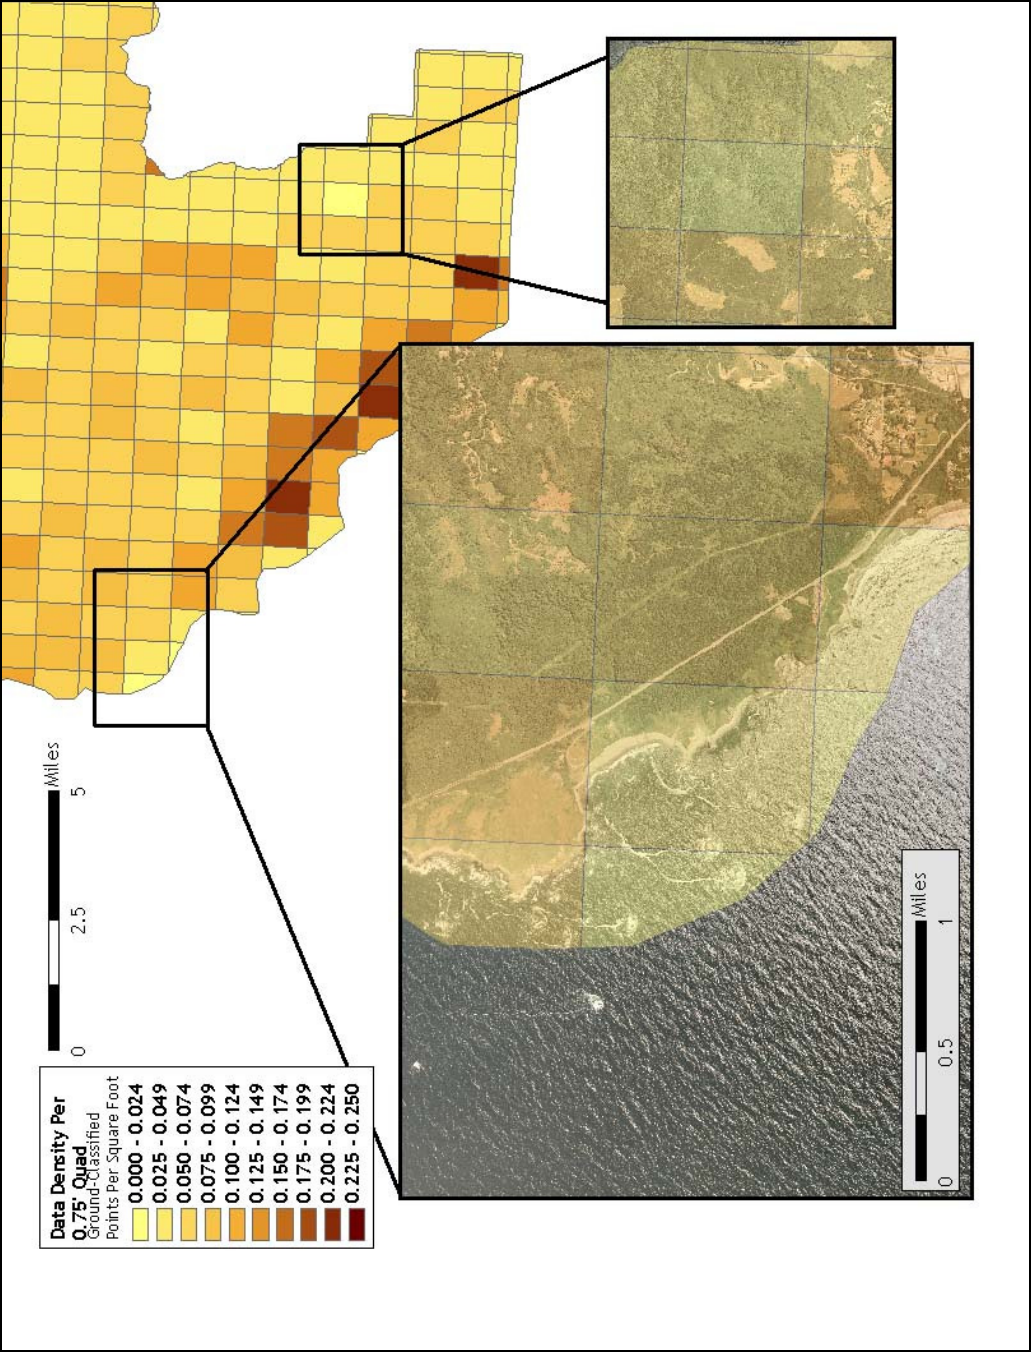 Data Density Per
0.75' Quad
Ground-Classified
Points Per Square Foot
0.000 - 0.024
0.025 - 0.049
0.050 - 0.074
0.075 - 0.099
0.100 - 0.124
0.125 - 0.149
0.150 - 0.174
0.175 - 0.199
0.200 - 0.224
0.225 - 0.250
Miles
0 2.5 5
Miles
0 0.5 1